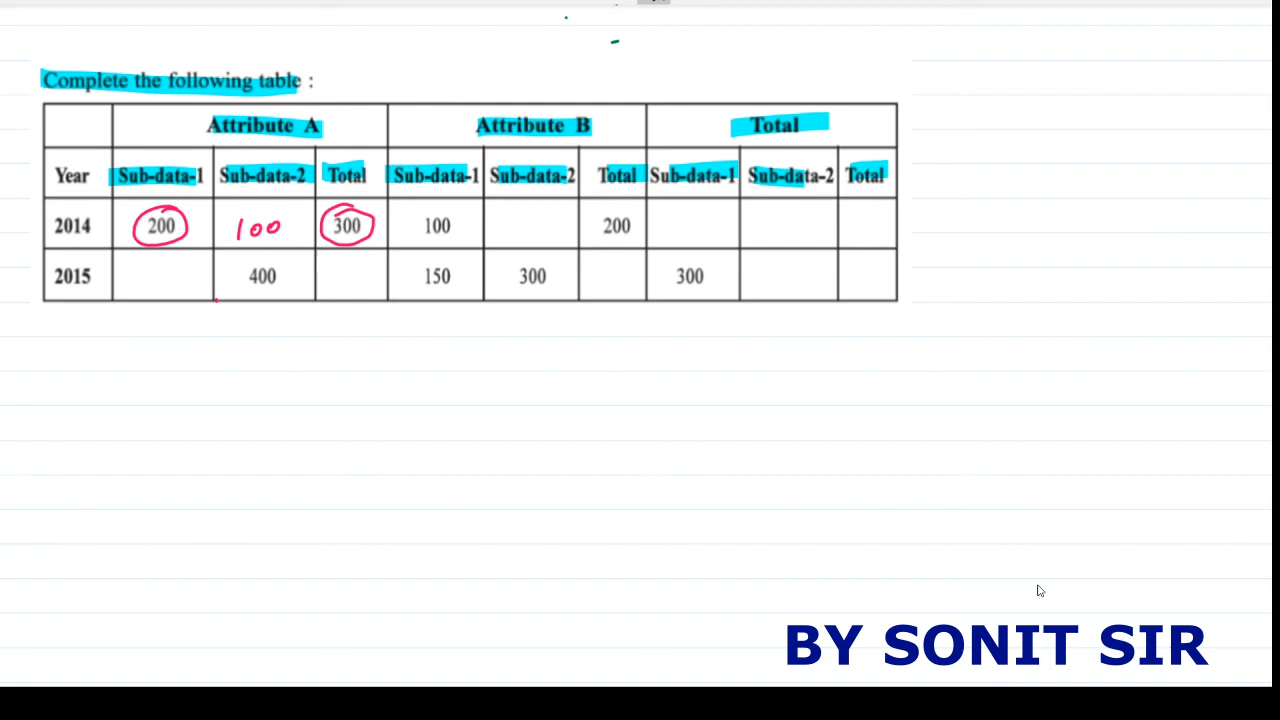 Complete the following table :
Attribute A Attribute B Total
Year Sub-data-1 Sub-data-2 Total Sub-data-1 Sub-data-2 Total Sub-data-1 Sub-data-2 Total
2014 200 100 300 100 200
2015 400 150 300 300
BY SONIT SIR